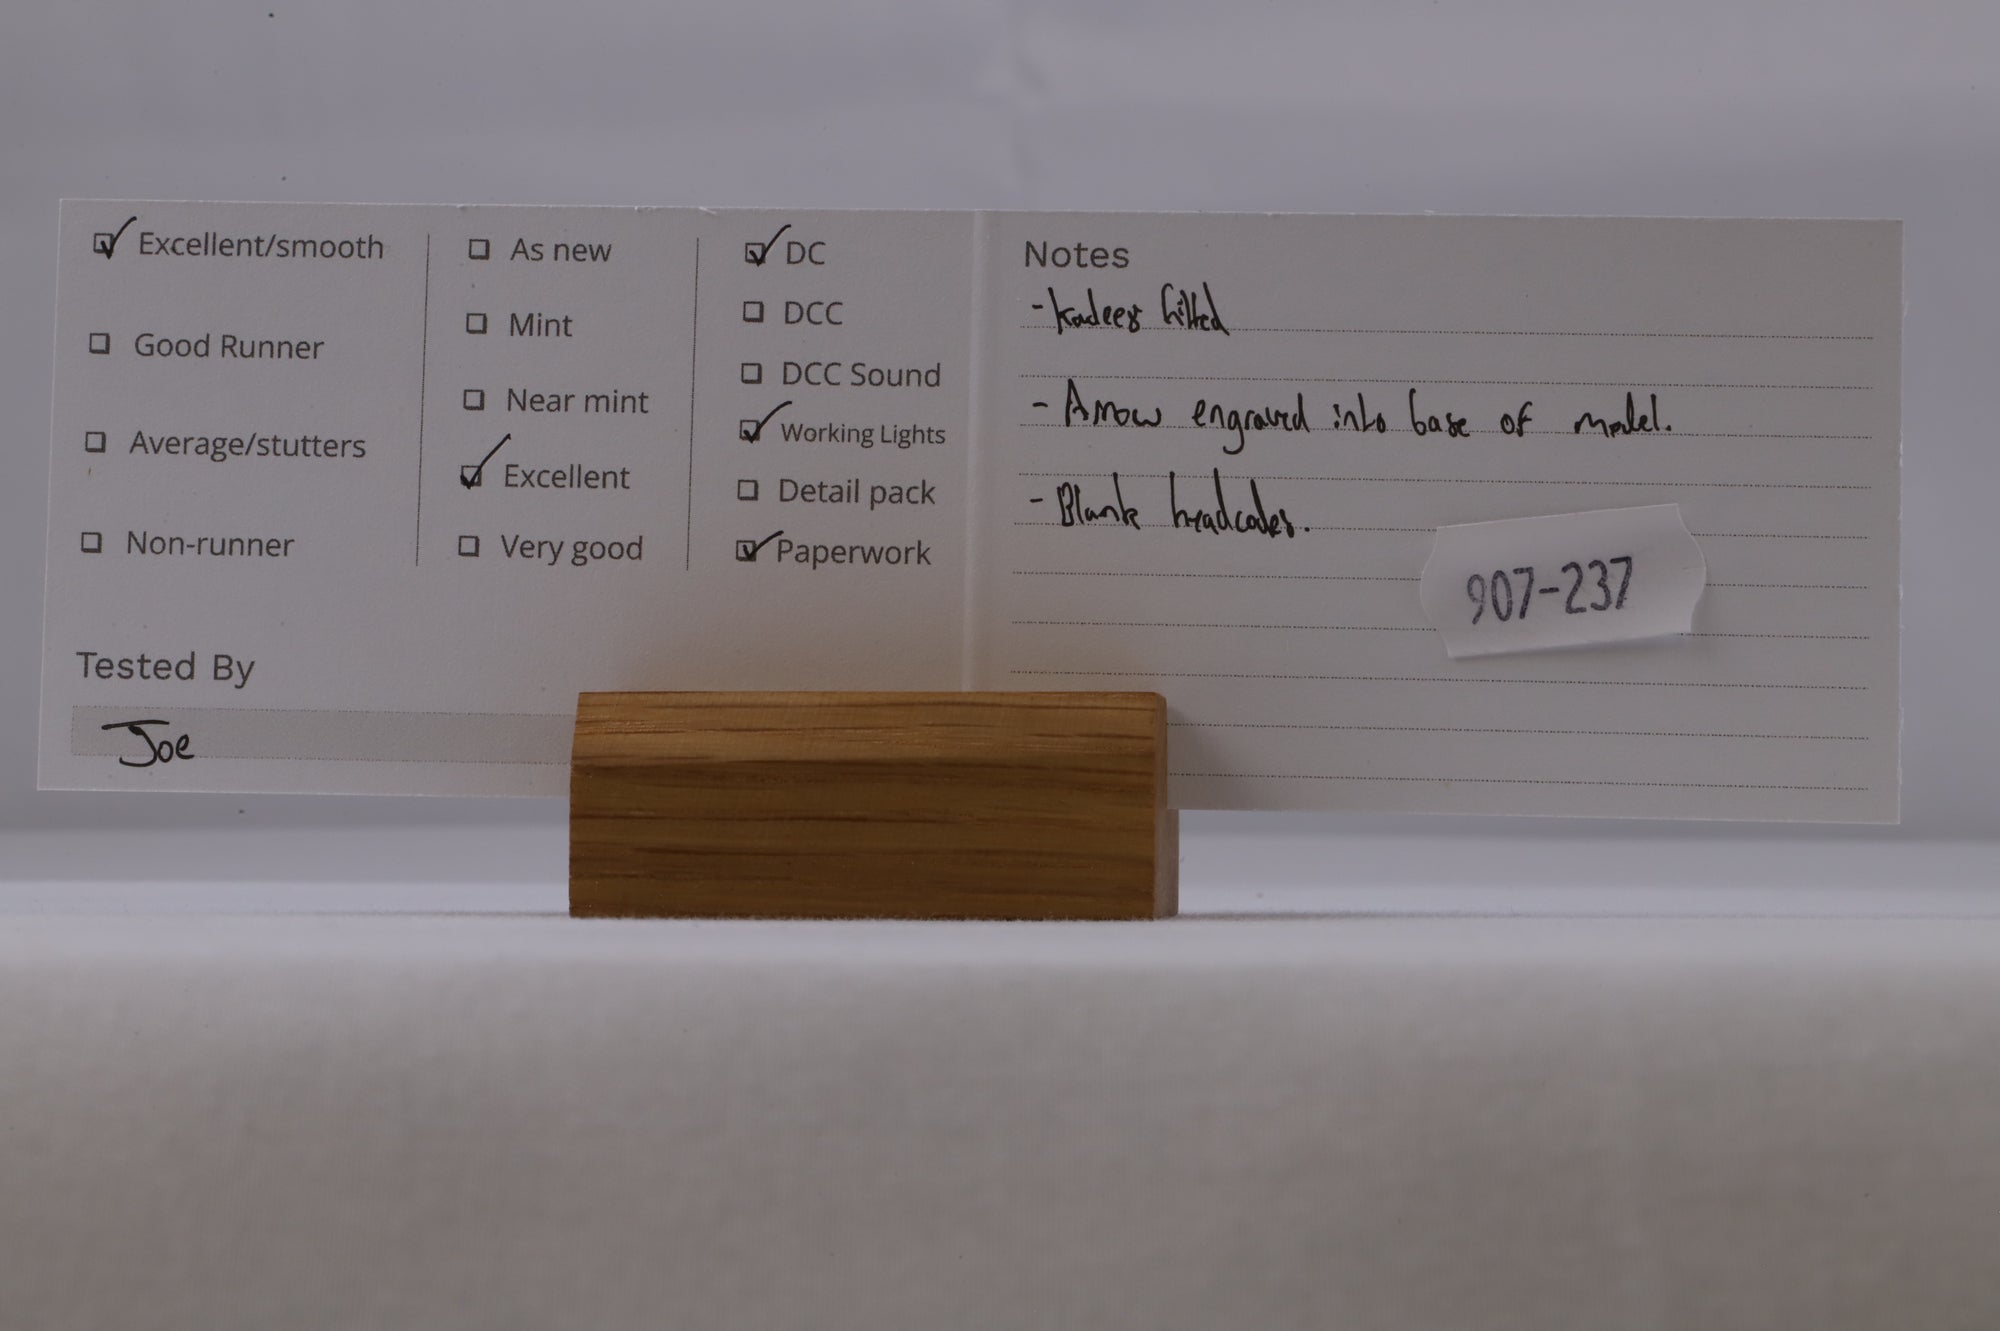 ☑ Excellent/smooth
☐ Good Runner
☐ Average/stutters
☐ Non-runner
☐ As new
☐ Mint
☐ Near mint
☑ Excellent
☐ Very good
☑ DC
☐ DCC
☐ DCC Sound
☑ Working Lights
☐ Detail pack
☑ Paperwork
Tested By
Joe
Notes
- Kadees fitted
- Arrow engraved into base of model.
- Blank headcodes.
907-237